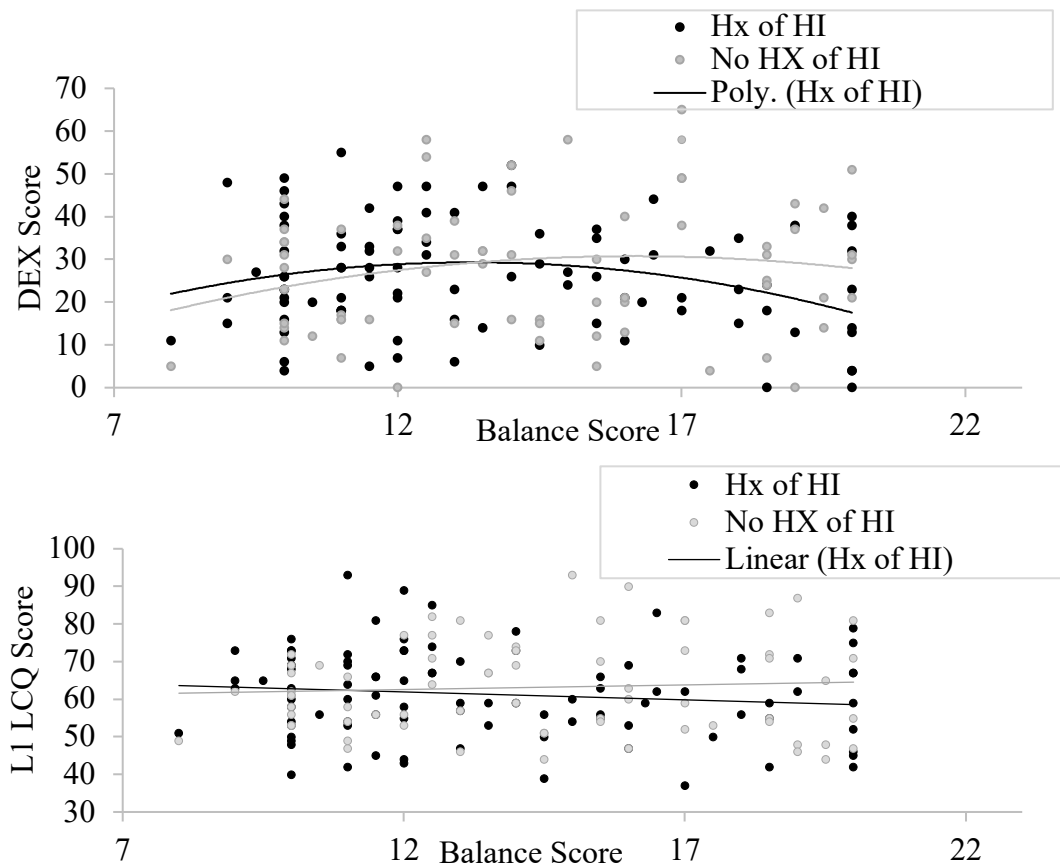 Hx of HI
No HX of HI
Poly. (Hx of HI)
70
60
50
40
30
20
10
0
DEX Score
7
12
17
22
Balance Score
Hx of HI
No HX of HI
Linear (Hx of HI)
100
90
80
70
60
50
40
30
L1 LCQ Score
7
12
17
22
Balance Score